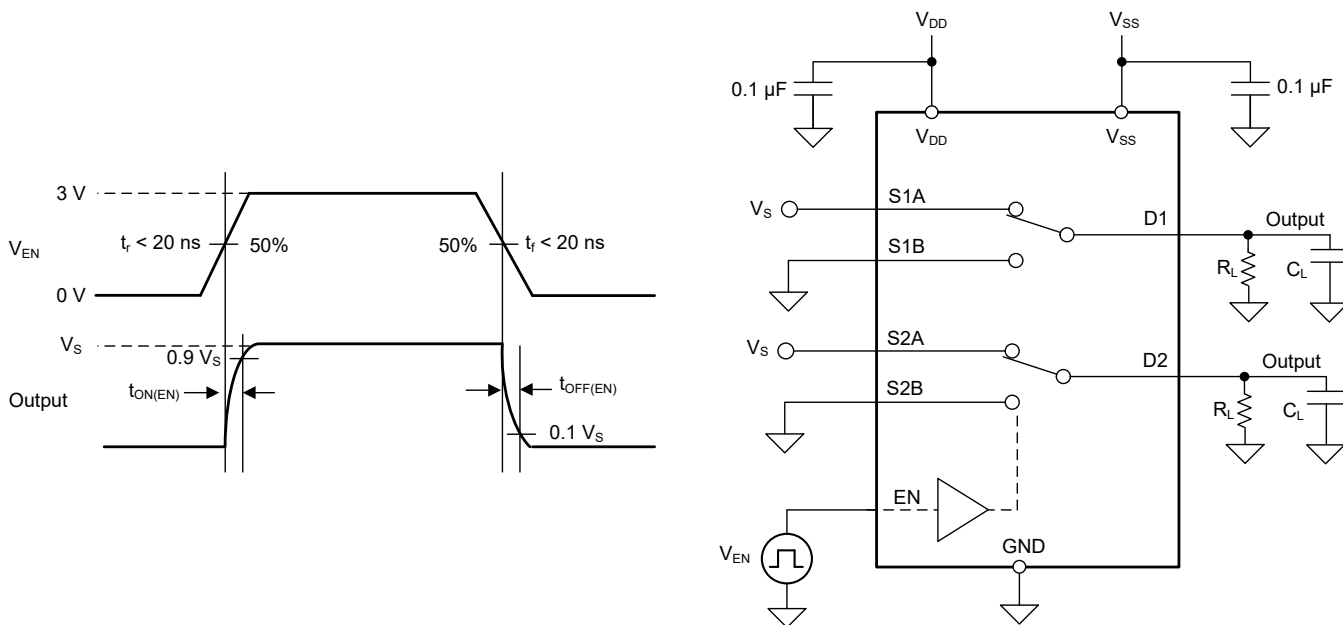 3 V
V_EN
0 V
t_r < 20 ns
50%
50%
t_f < 20 ns
V_S
0.9 V_S
Output
t_ON(EN)
t_OFF(EN)
0.1 V_S
V_DD
V_SS
0.1 µF
0.1 µF
V_DD
V_SS
V_S
S1A
D1
Output
S1B
R_L
C_L
V_S
S2A
D2
Output
S2B
R_L
C_L
EN
V_EN
GND